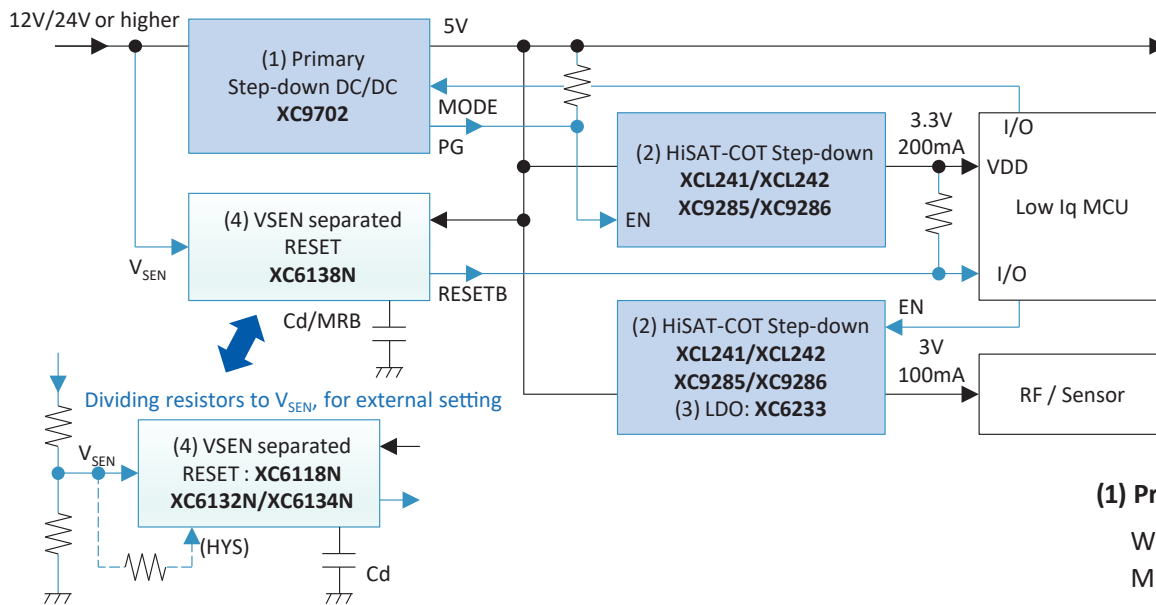 12V/24V or higher
5V
(1) Primary
Step-down DC/DC
XC9702
MODE
PG
I/O
3.3V
200mA
VDD
Low Iq MCU
I/O
(2) HiSAT-COT Step-down
XCL241/XCL242
XC9285/XC9286
EN
(4) VSEN separated
RESET
XC6138N
VSEN
RESETB
Cd/MRB
EN
(2) HiSAT-COT Step-down
XCL241/XCL242
XC9285/XC9286
(3) LDO: XC6233
3V
100mA
RF / Sensor
Dividing resistors to VSEN, for external setting
VSEN
(4) VSEN separated
RESET : XC6118N
XC6132N/XC6134N
(HYS)
Cd
(1) Pr
W
M